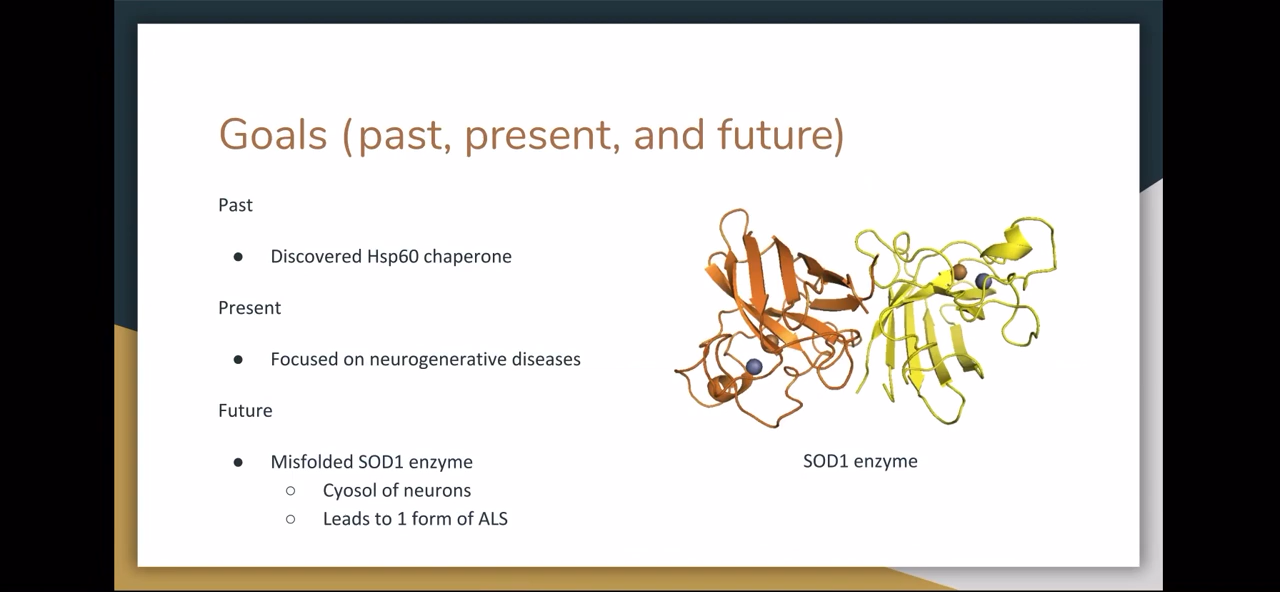 Goals (past, present, and future)
Past
● Discovered Hsp60 chaperone
Present
● Focused on neurogenerative diseases
Future
● Misfolded SOD1 enzyme
○ Cyosol of neurons
○ Leads to 1 form of ALS
SOD1 enzyme